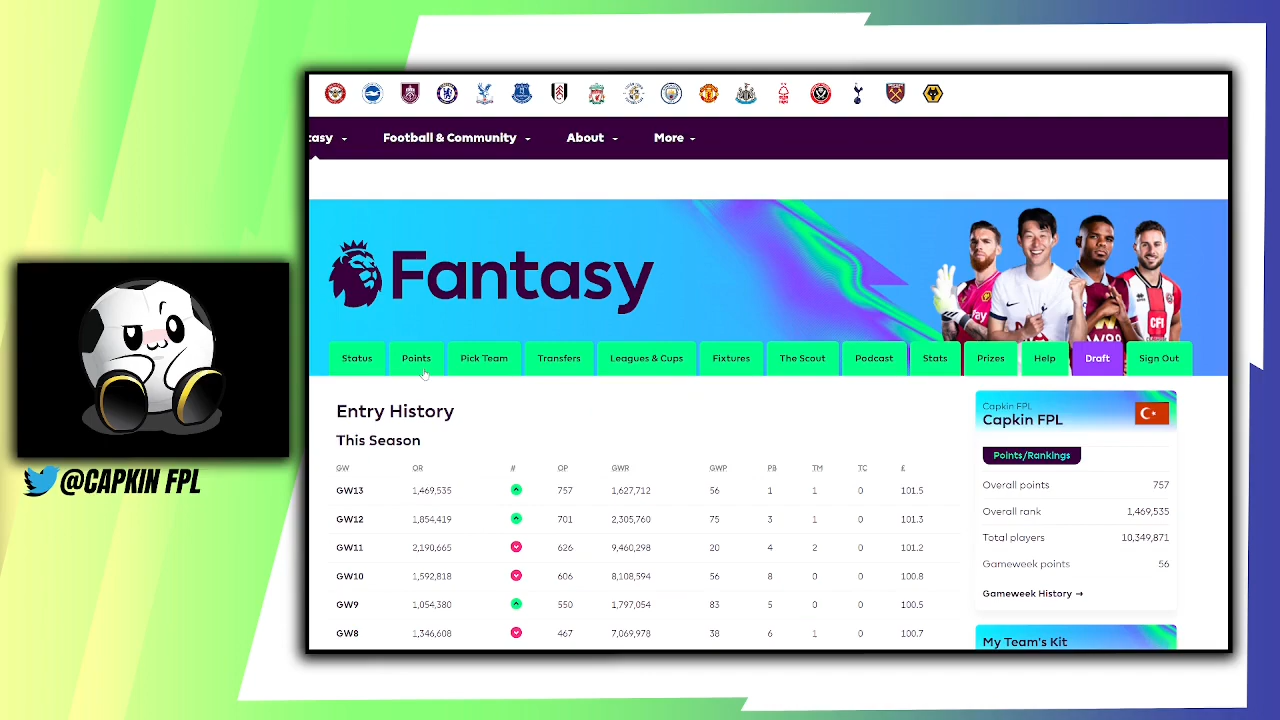 tasy
Football & Community
About
More
Fantasy
Status
Points
Pick Team
Transfers
Leagues & Cups
Fixtures
The Scout
Podcast
Stats
Prizes
Help
Draft
Sign Out
Entry History
This Season
GW OR # OP GWR GWP PB TM TC £
GW13 1,469,535 757 1,627,712 56 1 1 0 101.5
GW12 1,854,419 701 2,305,760 75 3 1 0 101.3
GW11 2,190,665 626 9,460,298 20 4 2 0 101.2
GW10 1,592,818 606 8,108,594 56 8 0 0 100.8
GW9 1,054,380 550 1,797,054 83 5 0 0 100.5
GW8 1,346,608 467 7,069,978 38 6 1 0 100.7
Capkin FPL
Capkin FPL
Points/Rankings
Overall points 757
Overall rank 1,469,535
Total players 10,349,871
Gameweek points 56
Gameweek History →
My Team's Kit
@CAPKIN FPL